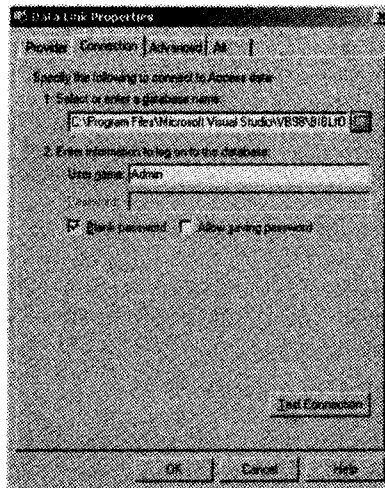 Data Link Properties
Provider Connection Advanced All
Specify the following to connect to Access data:
1. Select or enter a database name:
C:\Program Files\Microsoft Visual Studio\VB98\BIBLIO
2. Enter information to log on to the database:
User name: Admin
Password:
Blank password Allow saving password
Test Connection
OK Cancel Help